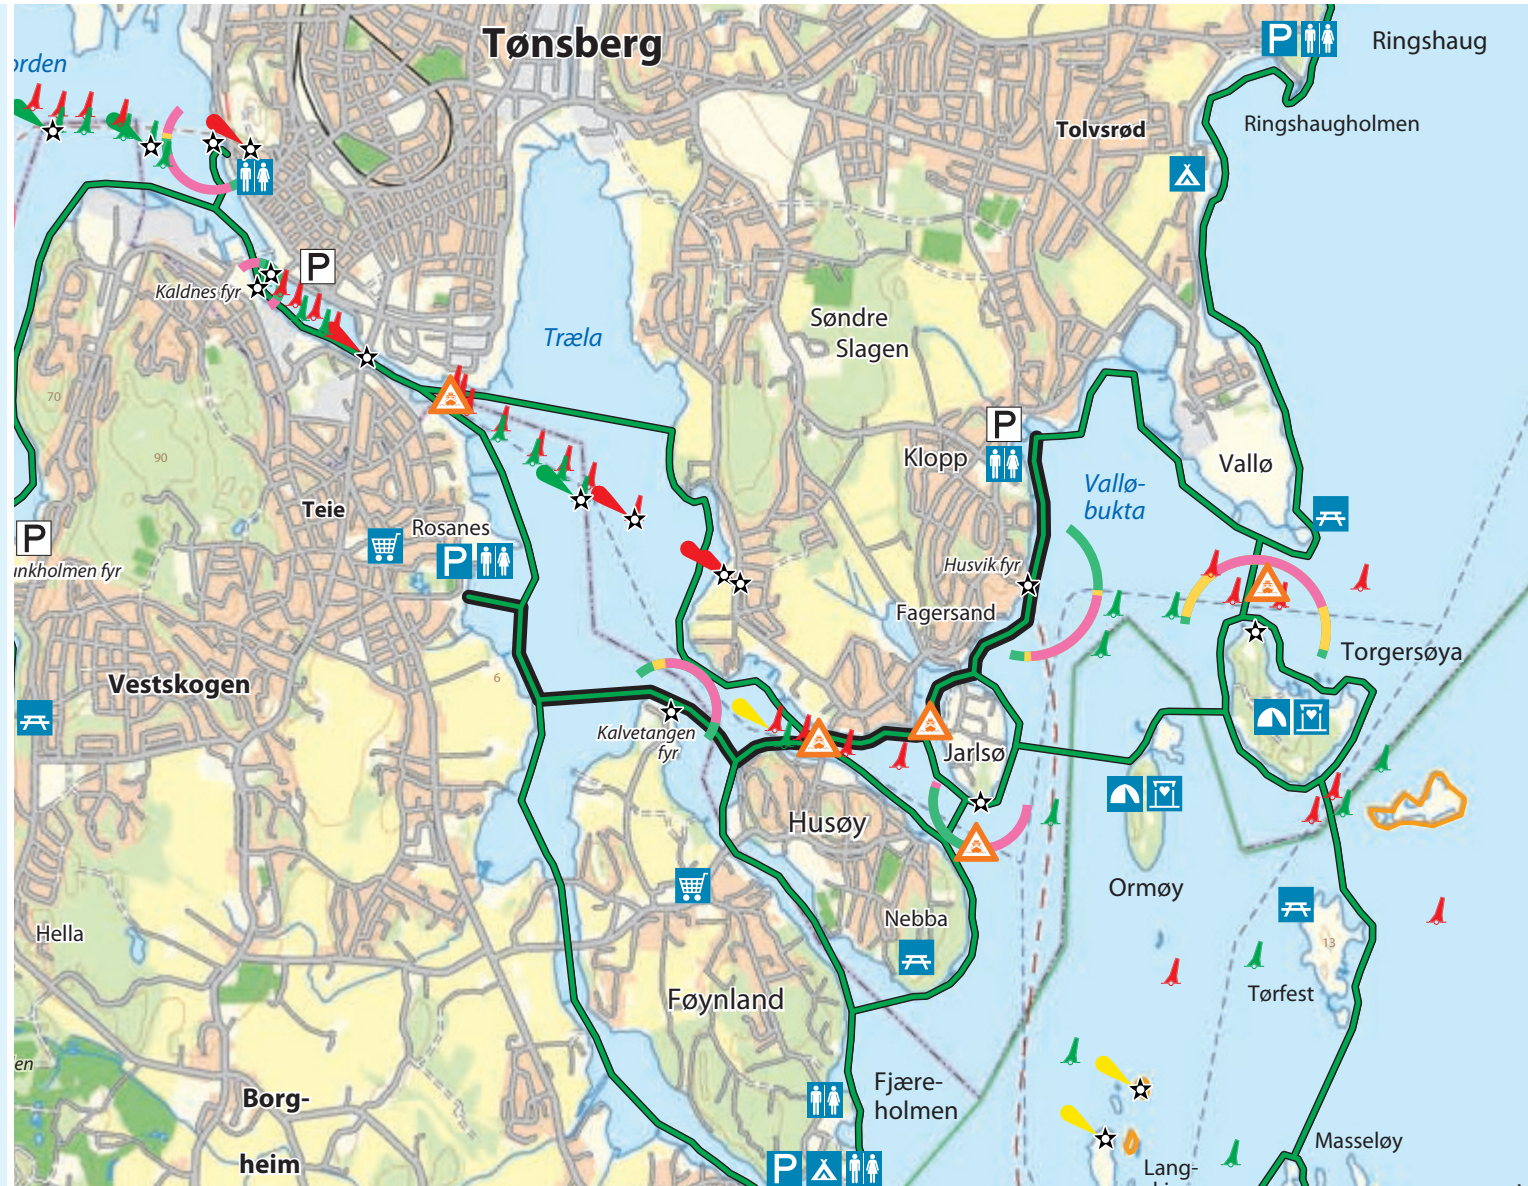 Tønsberg
P
Ringshaug
orden
Ringshaugholmen
Tolvsrød
P
Kaldnes fyr
Træla
Søndre
Slagen
70
P
Klopp
90
Vallø
Vallø-
bukta
Teie
Rosanes
P
P
unkholmen fyr
Husvik fyr
Fagersand
Torgersøya
Vestskogen
6
Kalvetangen
fyr
Jarlsø
Husøy
Ormøy
Nebba
Hella
13
Tørfest
Føynland
en
Fjære-
holmen
Borg-
heim
Masseløy
P
Lang-